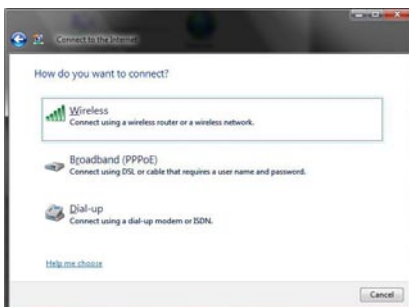 Connect to the Internet
How do you want to connect?
Wireless
Connect using a wireless router or a wireless network.
Broadband (PPPoE)
Connect using DSL or cable that requires a user name and password.
Dial-up
Connect using a dial-up modem or ISDN.
Help me choose
Cancel